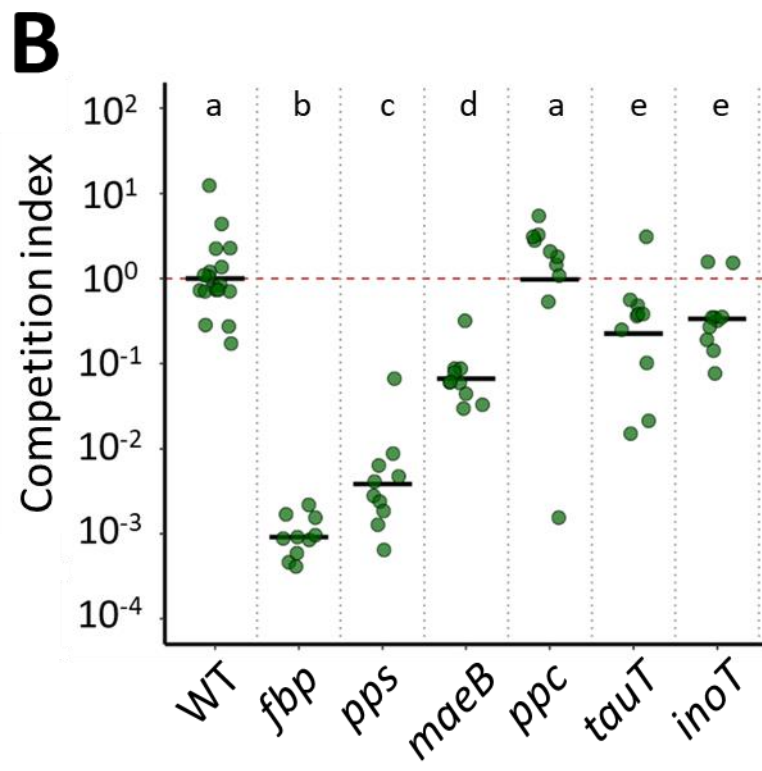 B
Competition index
a b c d a e e
10²
10¹
10⁰
10⁻¹
10⁻²
10⁻³
10⁻⁴
WT fbp pps maeB ppc tauT inoT